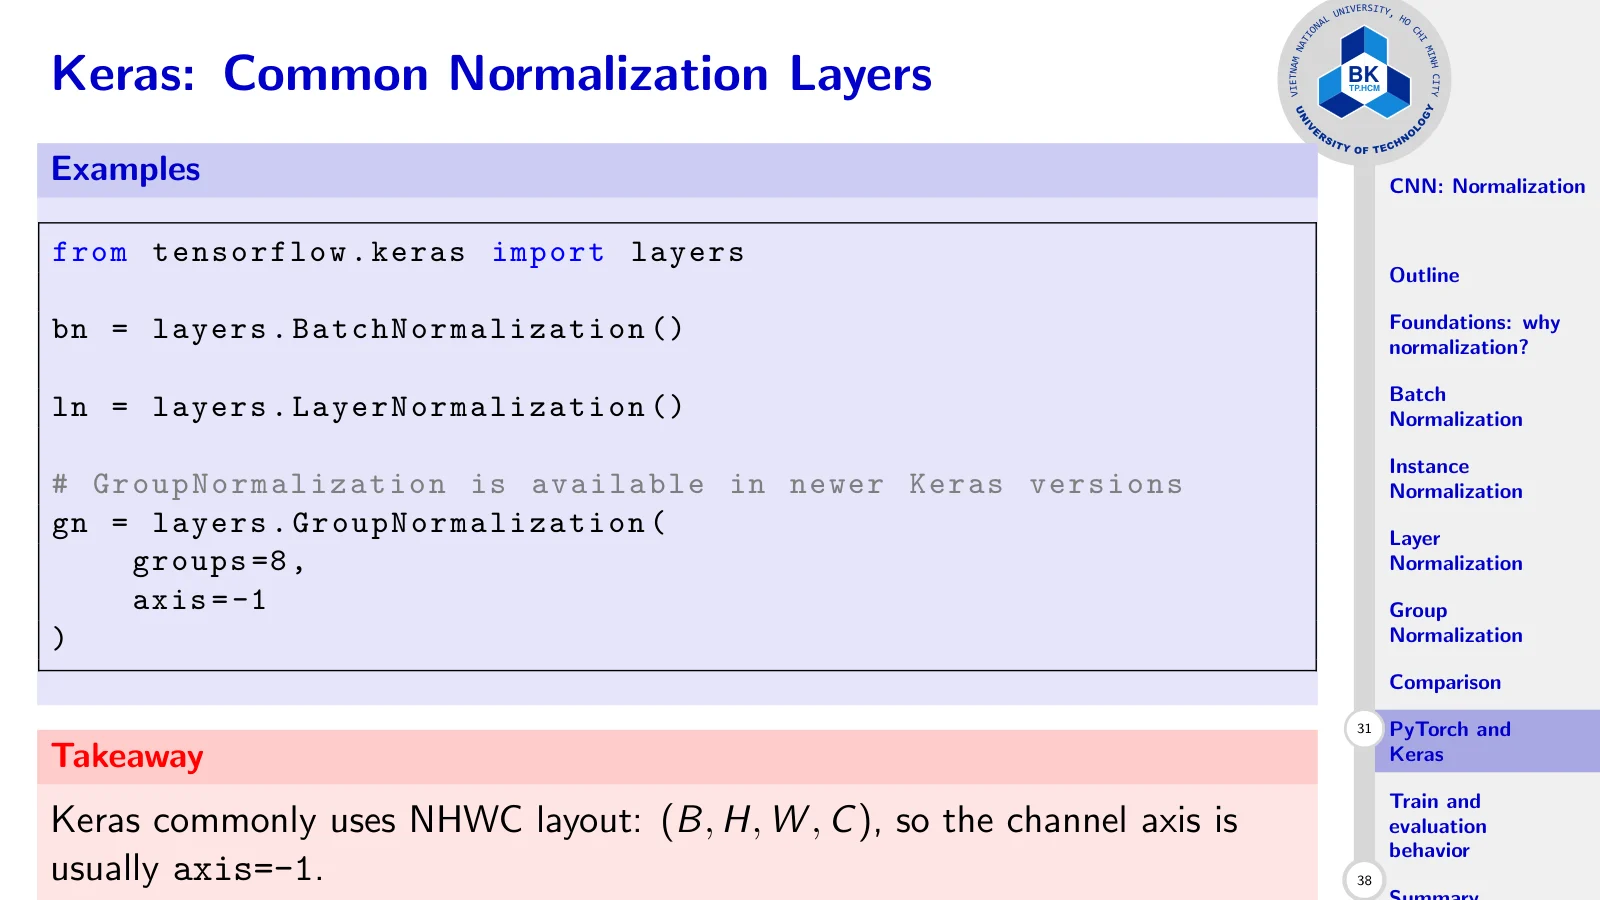 Keras: Common Normalization Layers
Examples
from tensorflow.keras import layers
bn = layers.BatchNormalization()
ln = layers.LayerNormalization()
# GroupNormalization is available in newer Keras versions
gn = layers.GroupNormalization(
groups=8,
axis=-1
)
Takeaway
Keras commonly uses NHWC layout: (B, H, W, C), so the channel axis is
usually axis=-1.
VIETNAM NATIONAL UNIVERSITY, HO CHI MINH CITY
BK
TP.HCM
UNIVERSITY OF TECHNOLOGY
CNN: Normalization
Outline
Foundations: why
normalization?
Batch
Normalization
Instance
Normalization
Layer
Normalization
Group
Normalization
Comparison
31
PyTorch and
Keras
Train and
evaluation
behavior
38
Summary